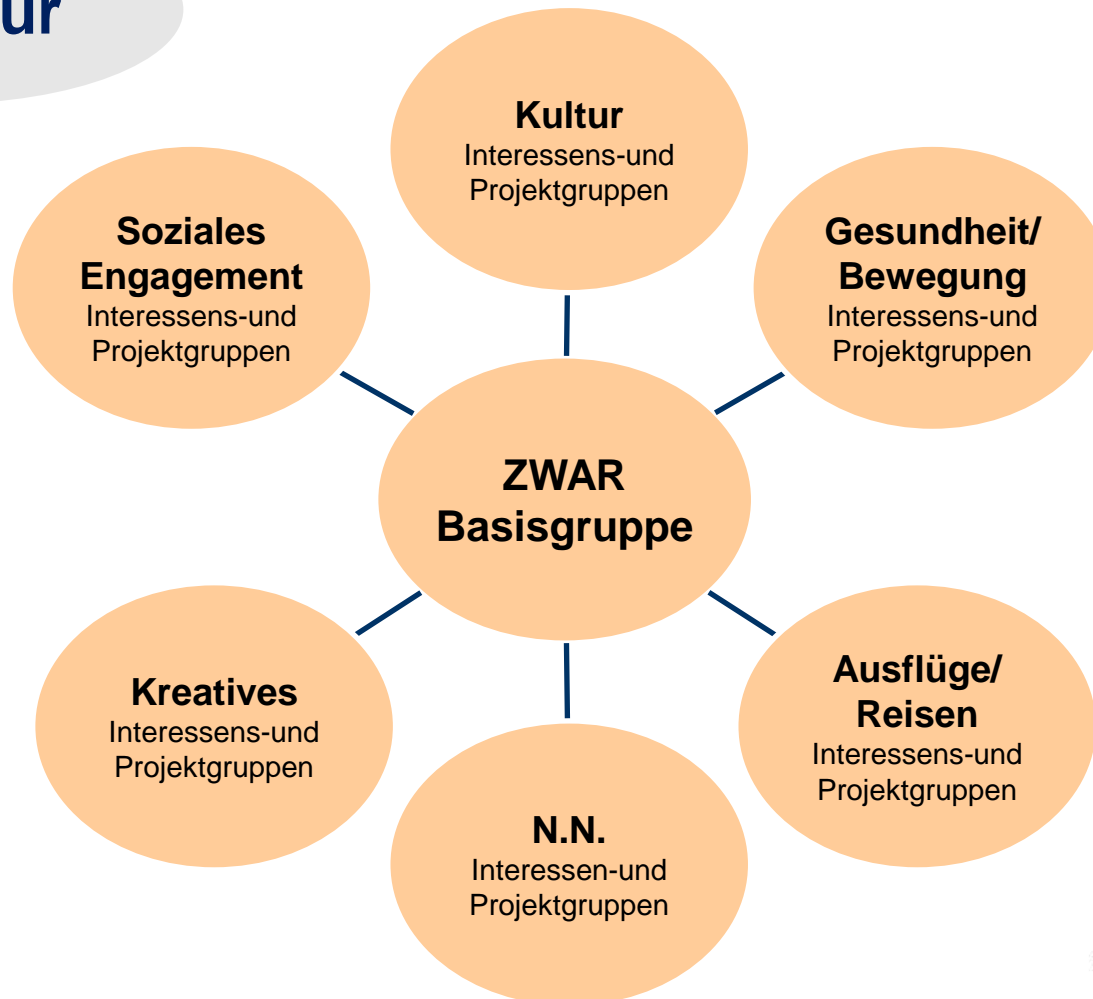 ur
Kultur
Interessens-und
Projektgruppen
Soziales
Engagement
Interessens-und
Projektgruppen
Gesundheit/
Bewegung
Interessens-und
Projektgruppen
ZWAR
Basisgruppe
Kreatives
Interessens-und
Projektgruppen
Ausflüge/
Reisen
Interessens-und
Projektgruppen
N.N.
Interessen-und
Projektgruppen